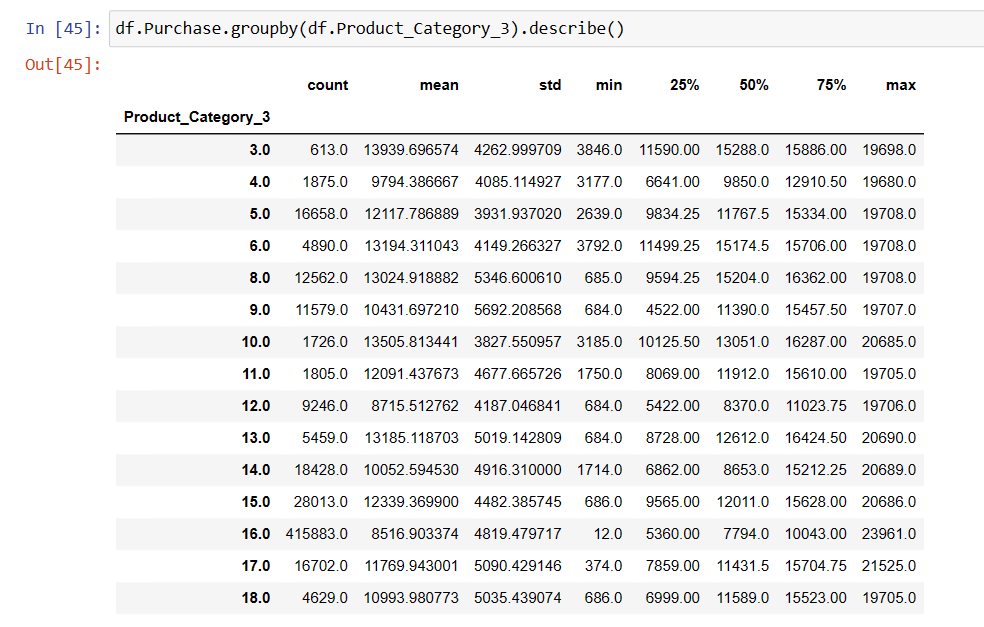 In [45]: df.Purchase.groupby(df.Product_Category_3).describe()
Out[45]:
count mean std min 25% 50% 75% max
Product_Category_3
3.0 613.0 13939.696574 4262.999709 3846.0 11590.00 15288.0 15886.00 19698.0
4.0 1875.0 9794.386667 4085.114927 3177.0 6641.00 9850.0 12910.50 19680.0
5.0 16658.0 12117.786889 3931.937020 2639.0 9834.25 11767.5 15334.00 19708.0
6.0 4890.0 13194.311043 4149.266327 3792.0 11499.25 15174.5 15706.00 19708.0
8.0 12562.0 13024.918882 5346.600610 685.0 9594.25 15204.0 16362.00 19708.0
9.0 11579.0 10431.697210 5692.208568 684.0 4522.00 11390.0 15457.50 19707.0
10.0 1726.0 13505.813441 3827.550957 3185.0 10125.50 13051.0 16287.00 20685.0
11.0 1805.0 12091.437673 4677.665726 1750.0 8069.00 11912.0 15610.00 19705.0
12.0 9246.0 8715.512762 4187.046841 684.0 5422.00 8370.0 11023.75 19706.0
13.0 5459.0 13185.118703 5019.142809 684.0 8728.00 12612.0 16424.50 20690.0
14.0 18428.0 10052.594530 4916.310000 1714.0 6862.00 8653.0 15212.25 20689.0
15.0 28013.0 12339.369900 4482.385745 686.0 9565.00 12011.0 15628.00 20686.0
16.0 415883.0 8516.903374 4819.479717 12.0 5360.00 7794.0 10043.00 23961.0
17.0 16702.0 11769.943001 5090.429146 374.0 7859.00 11431.5 15704.75 21525.0
18.0 4629.0 10993.980773 5035.439074 686.0 6999.00 11589.0 15523.00 19705.0